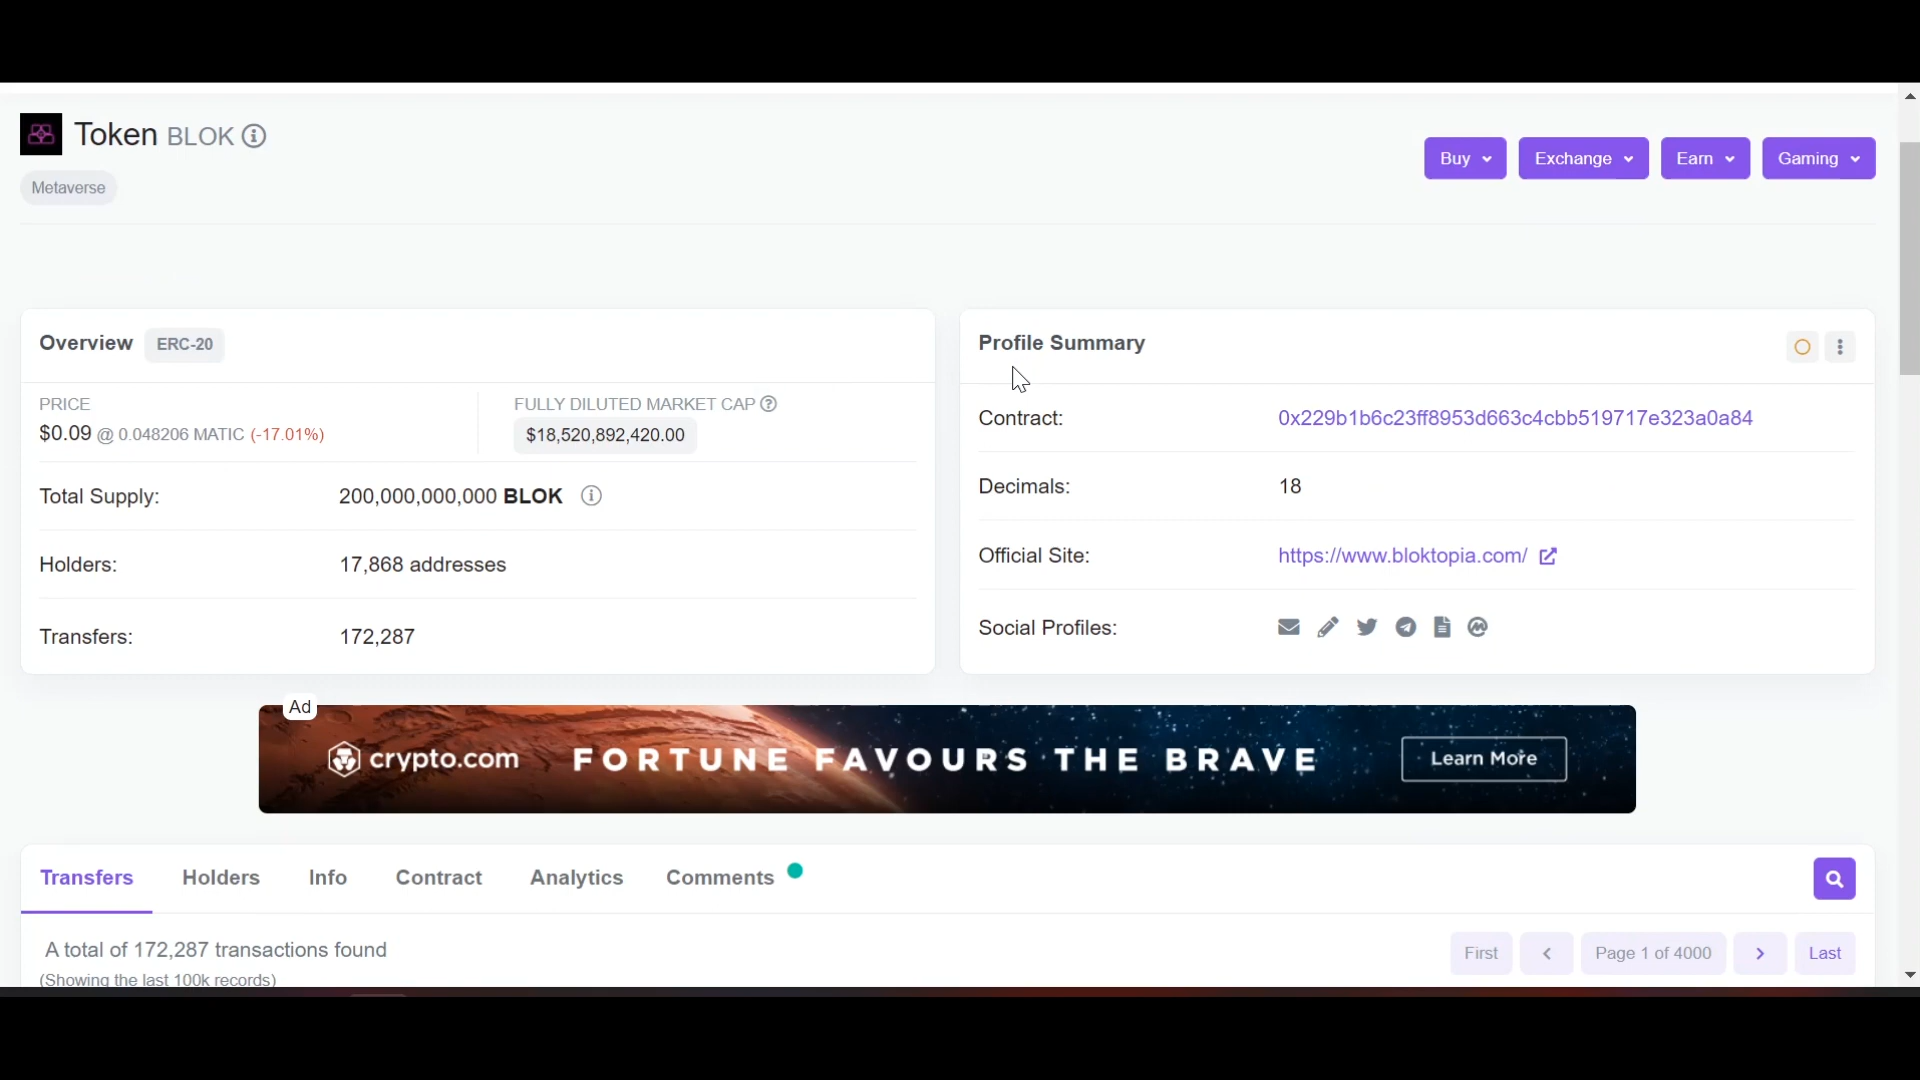 Token BLOK
Metaverse
Buy
Exchange
Earn
Gaming
Overview ERC-20
PRICE
$0.09 @ 0.048206 MATIC (-17.01%)
FULLY DILUTED MARKET CAP
$18,520,892,420.00
Total Supply: 200,000,000,000 BLOK
Holders: 17,868 addresses
Transfers: 172,287
Profile Summary
Contract: 0x229b1b6c23ff8953d663c4cbb519717e323a0a84
Decimals: 18
Official Site: https://www.bloktopia.com/
Social Profiles:
Ad
crypto.com FORTUNE FAVOURS THE BRAVE Learn More
Transfers Holders Info Contract Analytics Comments
A total of 172,287 transactions found
(Showing the last 100k records)
First < Page 1 of 4000 > Last